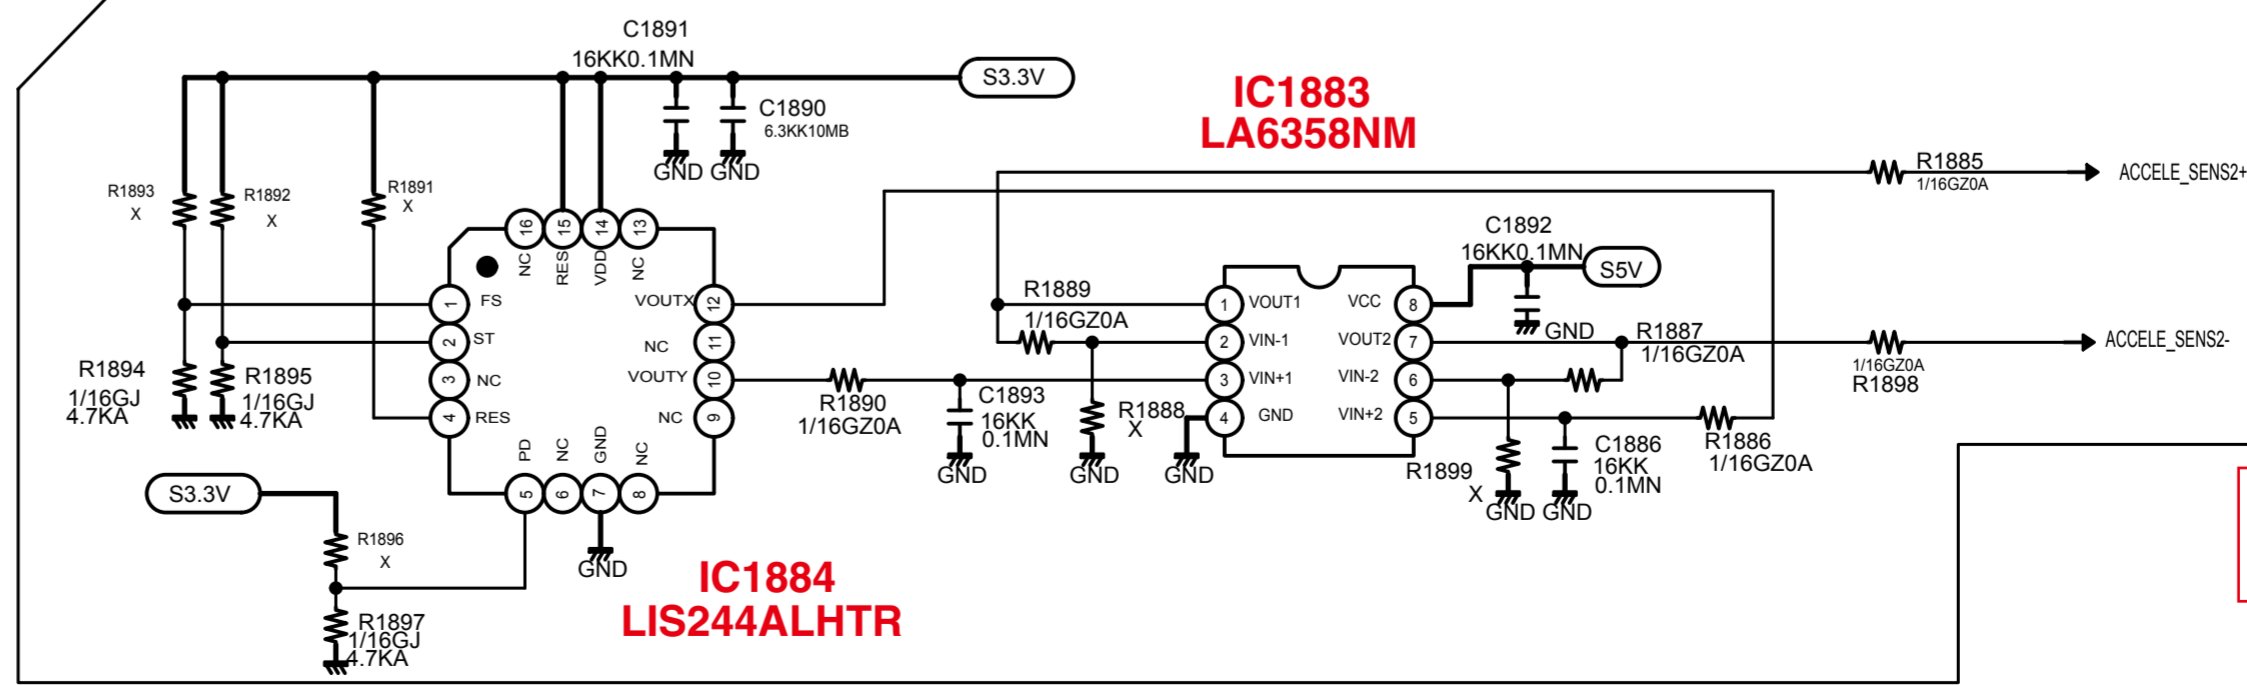 C1891
16KK0.1MN
S3.3V
C1890
6.3KK10MB
GND
GND
IC1883
LA6358NM
R1885
1/16GZ0A
ACCELE_SENS2+
R1893
X
R1892
X
R1891
X
16
15
14
13
NC
RES
VDD
NC
C1892
16KK0.1MN
S5V
GND
1
FS
2
ST
3
NC
4
RES
VOUTX
12
NC
11
VOUTY
10
NC
9
R1889
1/16GZ0A
1
VOUT1
2
VIN-1
3
VIN+1
4
GND
VCC
8
VOUT2
7
VIN-2
6
VIN+2
5
R1887
1/16GZ0A
1/16GZ0A
R1898
ACCELE_SENS2-
R1894
1/16GJ
4.7KA
R1895
1/16GJ
4.7KA
R1890
1/16GZ0A
C1893
16KK
0.1MN
GND
R1888
X
GND
GND
R1899
X
GND
C1886
16KK
0.1MN
GND
R1886
1/16GZ0A
PD
NC
GND
NC
5
6
7
8
GND
S3.3V
R1896
X
R1897
1/16GJ
4.7KA
IC1884
LIS244ALHTR